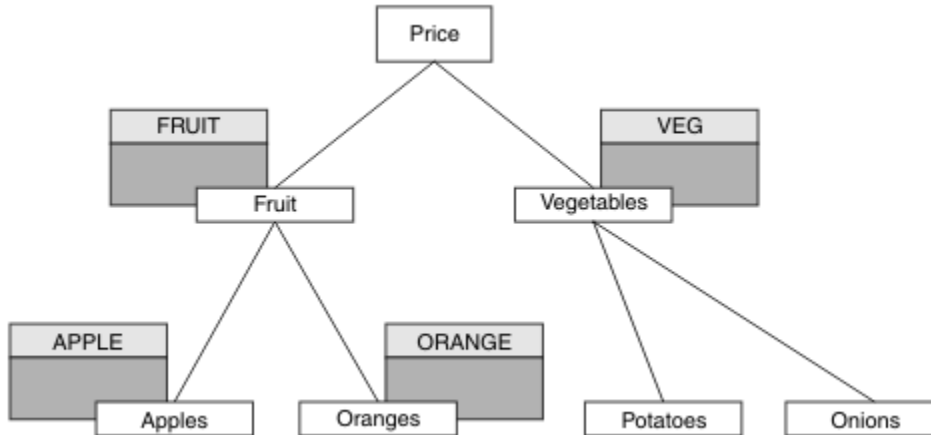 Price
FRUIT
VEG
Fruit
Vegetables
APPLE
ORANGE
Apples
Oranges
Potatoes
Onions